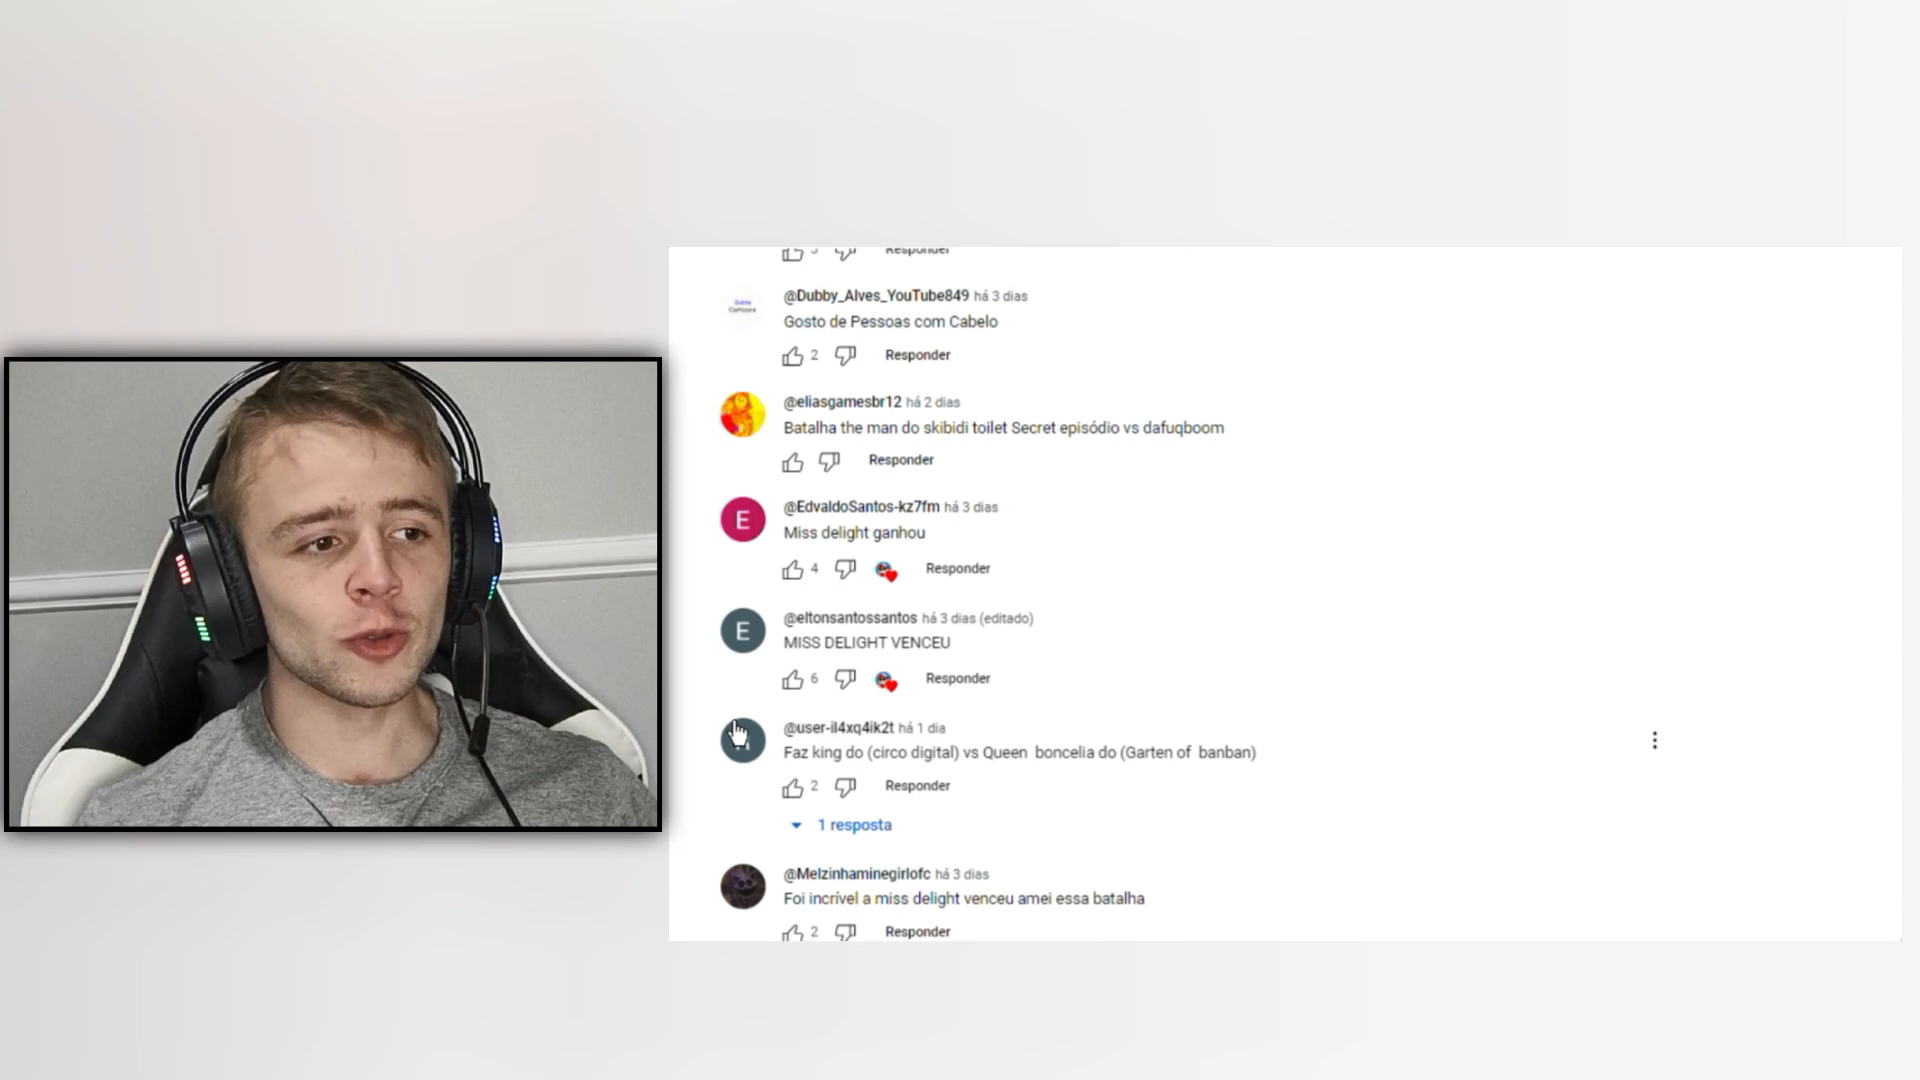 3 Responder
@Dubby_Alves_YouTube849 há 3 dias
Gosto de Pessoas com Cabelo
2 Responder
@eliasgamesbr12 há 2 dias
Batalha the man do skibidi toilet Secret episódio vs dafuqboom
Responder
E
@EdvaldoSantos-kz7fm há 3 dias
Miss delight ganhou
4 Responder
E
@eltonsantossantos há 3 dias (editado)
MISS DELIGHT VENCEU
6 Responder
@user-il4xq4ik2t há 1 dia
Faz king do (circo digital) vs Queen boncelia do (Garten of banban)
2 Responder
1 resposta
@Melzinhaminegirlofc há 3 dias
Foi incrível a miss delight venceu amei essa batalha
2 Responder